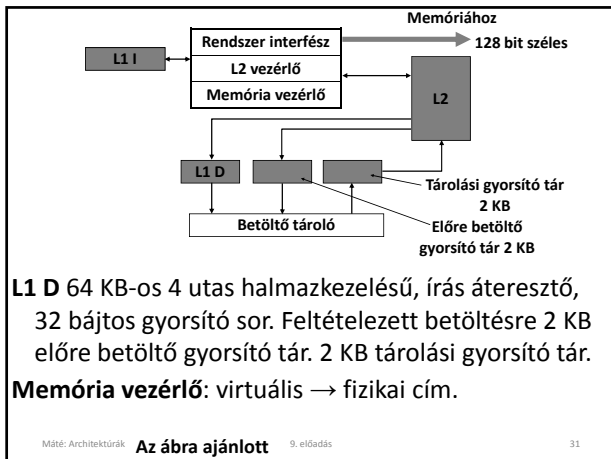 Memóriához
Rendszer interfész
128 bit széles
L1 I
L2 vezérlő
L2
Memória vezérlő
L1 D
Tárolási gyorsító tár
2 KB
Betöltő tároló
Előre betöltő
gyorsító tár 2 KB
L1 D 64 KB-os 4 utas halmazkezelésű, írás áteresztő,
32 bájtos gyorsító sor. Feltételezett betöltésre 2 KB
előre betöltő gyorsító tár. 2 KB tárolási gyorsító tár.
Memória vezérlő: virtuális → fizikai cím.
Máté: Architektúrák Az ábra ajánlott 9. előadás 31